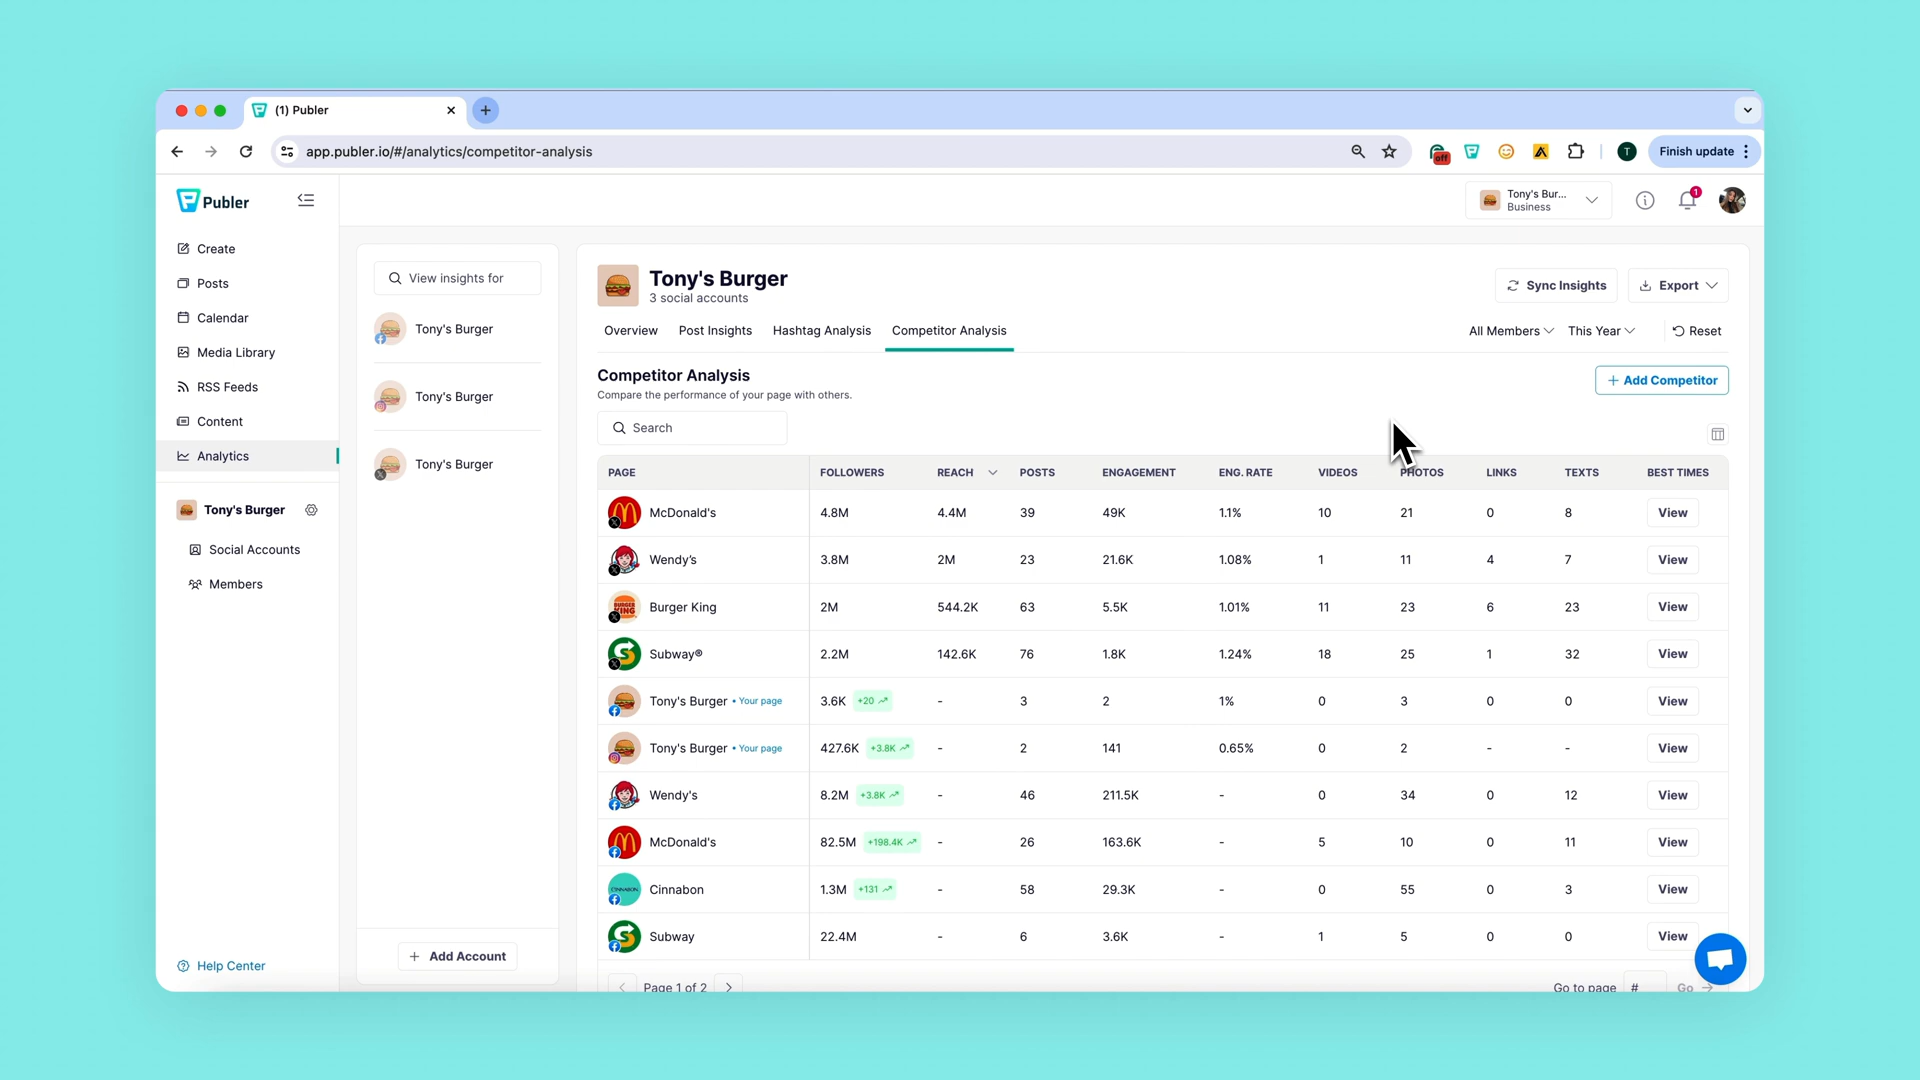 (1) Publer
app.publer.io/#/analytics/competitor-analysis
off
T
Finish update
Publer
Tony's Bur...
Business
1
Create
Posts
Calendar
Media Library
RSS Feeds
Content
Analytics
Tony's Burger
Social Accounts
Members
Help Center
View insights for
Tony's Burger
Tony's Burger
Tony's Burger
Add Account
Tony's Burger
3 social accounts
Sync Insights
Export
Overview Post Insights Hashtag Analysis Competitor Analysis
All Members This Year Reset
Competitor Analysis
Compare the performance of your page with others.
Add Competitor
Search
PAGE FOLLOWERS REACH POSTS ENGAGEMENT ENG. RATE VIDEOS PHOTOS LINKS TEXTS BEST TIMES
McDonald's 4.8M 4.4M 39 49K 1.1% 10 21 0 8 View
Wendy’s 3.8M 2M 23 21.6K 1.08% 1 11 4 7 View
BURGER KING Burger King 2M 544.2K 63 5.5K 1.01% 11 23 6 23 View
Subway® 2.2M 142.6K 76 1.8K 1.24% 18 25 1 32 View
Tony's Burger • Your page 3.6K +20 - 3 2 1% 0 3 0 0 View
Tony's Burger • Your page 427.6K +3.8K - 2 141 0.65% 0 2 - - View
Wendy's 8.2M +3.8K - 46 211.5K - 0 34 0 12 View
McDonald's 82.5M +198.4K - 26 163.6K - 5 10 0 11 View
CINNABON Cinnabon 1.3M +131 - 58 29.3K - 0 55 0 3 View
Subway 22.4M - 6 3.6K - 1 5 0 0 View
Page 1 of 2
Go to page # Go